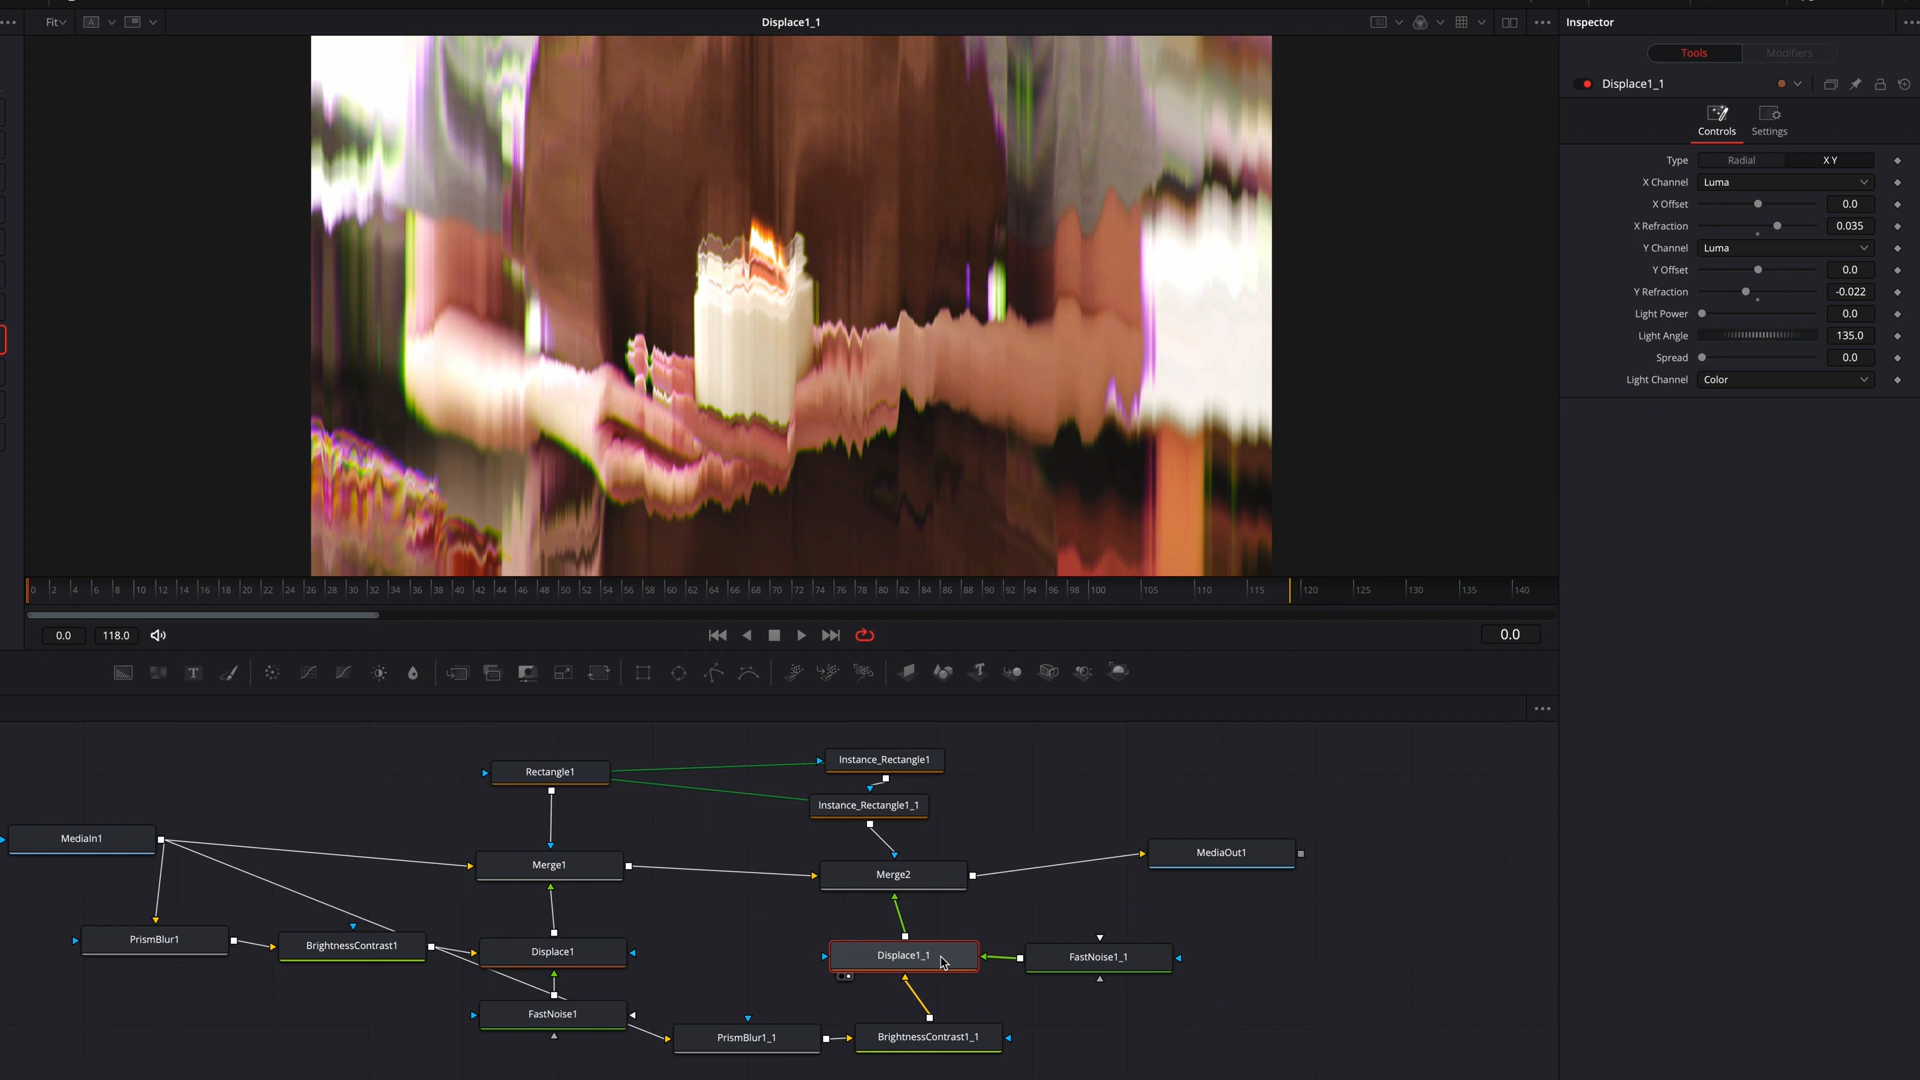 Fit
A
Displace1_1
Inspector
Tools
Modifiers
Displace1_1
Controls
Settings
Type
Radial
X Y
X Channel
Luma
X Offset
0.0
X Refraction
0.035
Y Channel
Luma
Y Offset
0.0
Y Refraction
-0.022
Light Power
0.0
Light Angle
135.0
Spread
0.0
Light Channel
Color
0 2 4 6 8 10 12 14 16 18 20 22 24 26 28 30 32 34 36 38 40 42 44 46 48 50 52 54 56 58 60 62 64 66 68 70 72 74 76 78 80 82 84 86 88 90 92 94 96 98 100 105 110 115 120 125 130 135 140
0.0
118.0
0.0
T
T
Rectangle1
Instance_Rectangle1
Instance_Rectangle1_1
MediaIn1
Merge1
Merge2
MediaOut1
PrismBlur1
BrightnessContrast1
Displace1
Displace1_1
FastNoise1_1
FastNoise1
PrismBlur1_1
BrightnessContrast1_1